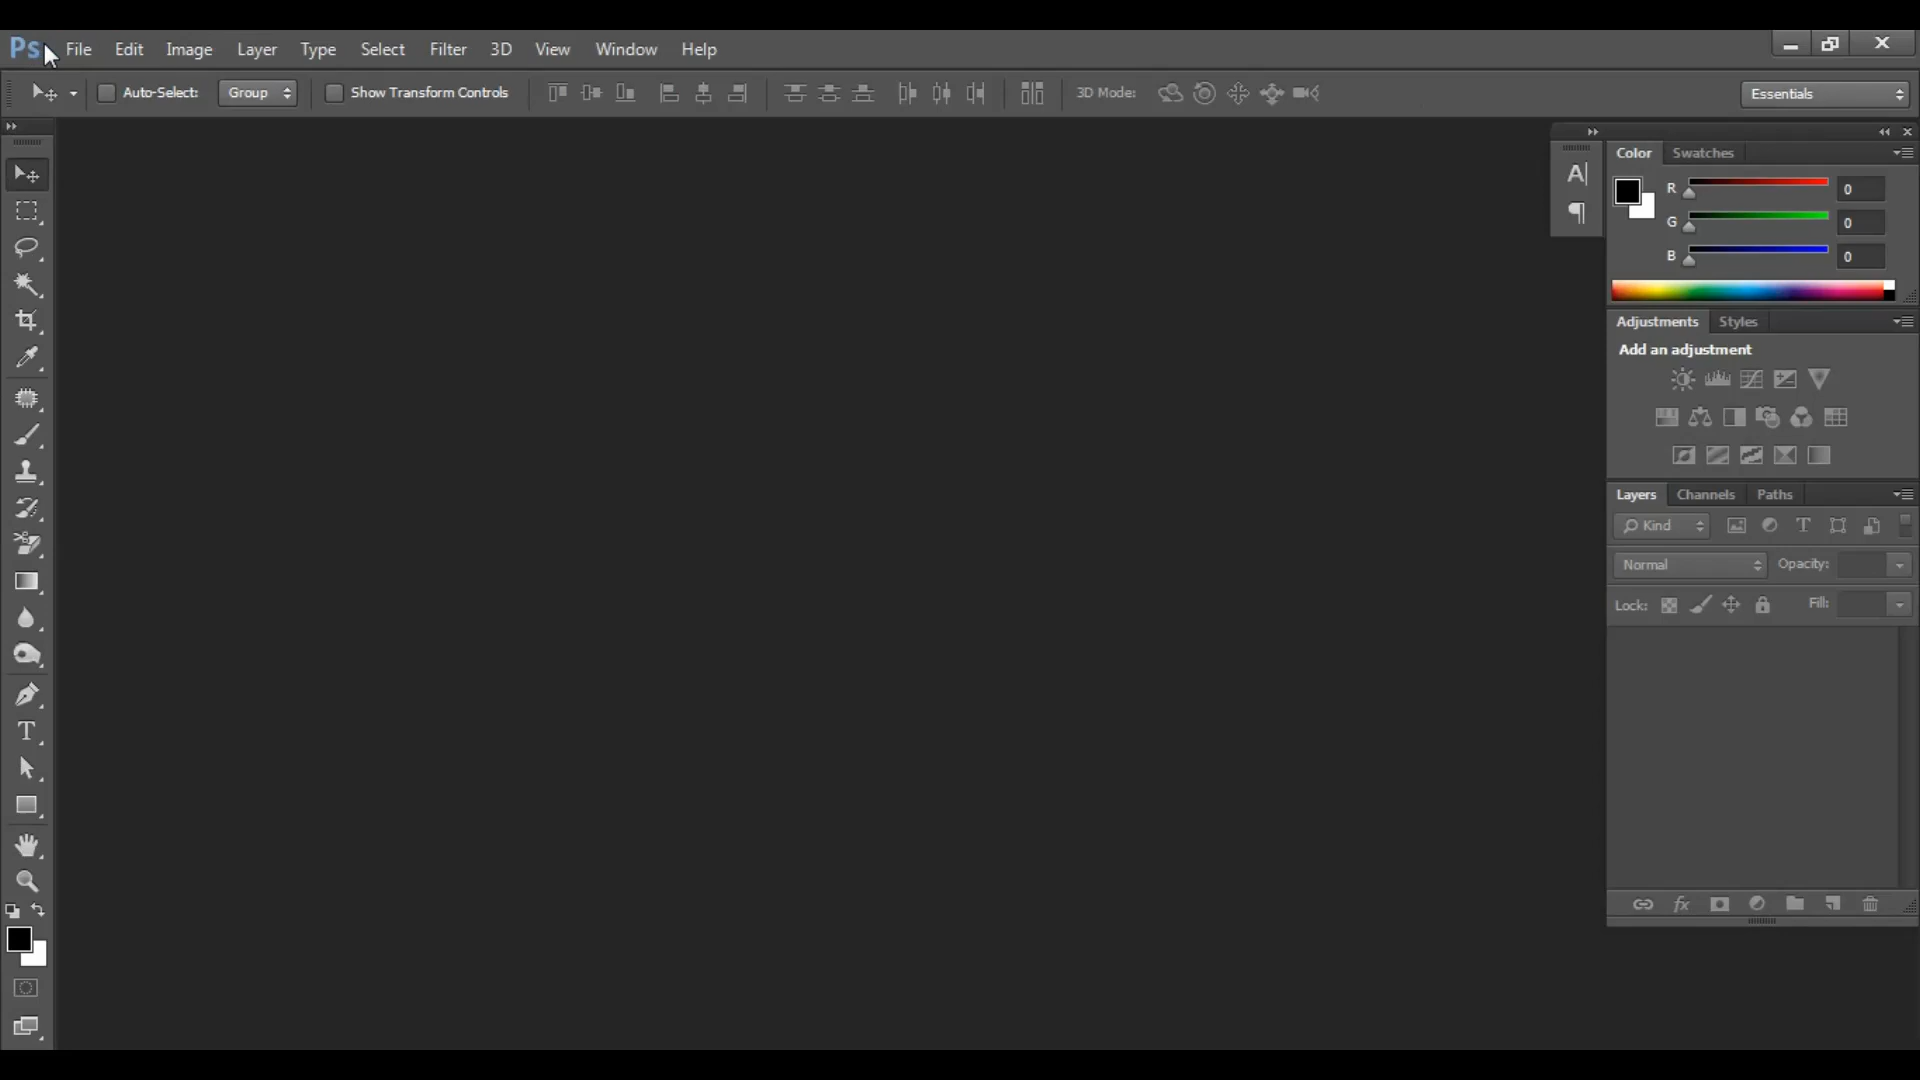 Ps File Edit Image Layer Type Select Filter 3D View Window Help
Auto-Select: Group Show Transform Controls 3D Mode: Essentials
Color Swatches
R 0
G 0
B 0
Adjustments Styles
Add an adjustment
Layers Channels Paths
Kind
Normal Opacity:
Lock: Fill: